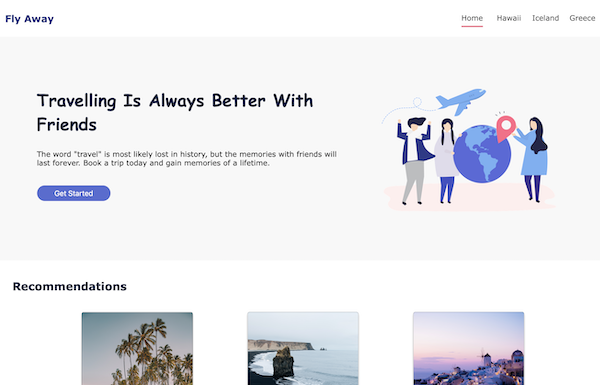 Fly Away
Home Hawaii Iceland Greece
Travelling Is Always Better With
Friends
The word "travel" is most likely lost in history, but the memories with friends will
last forever. Book a trip today and gain memories of a lifetime.
Get Started
Recommendations